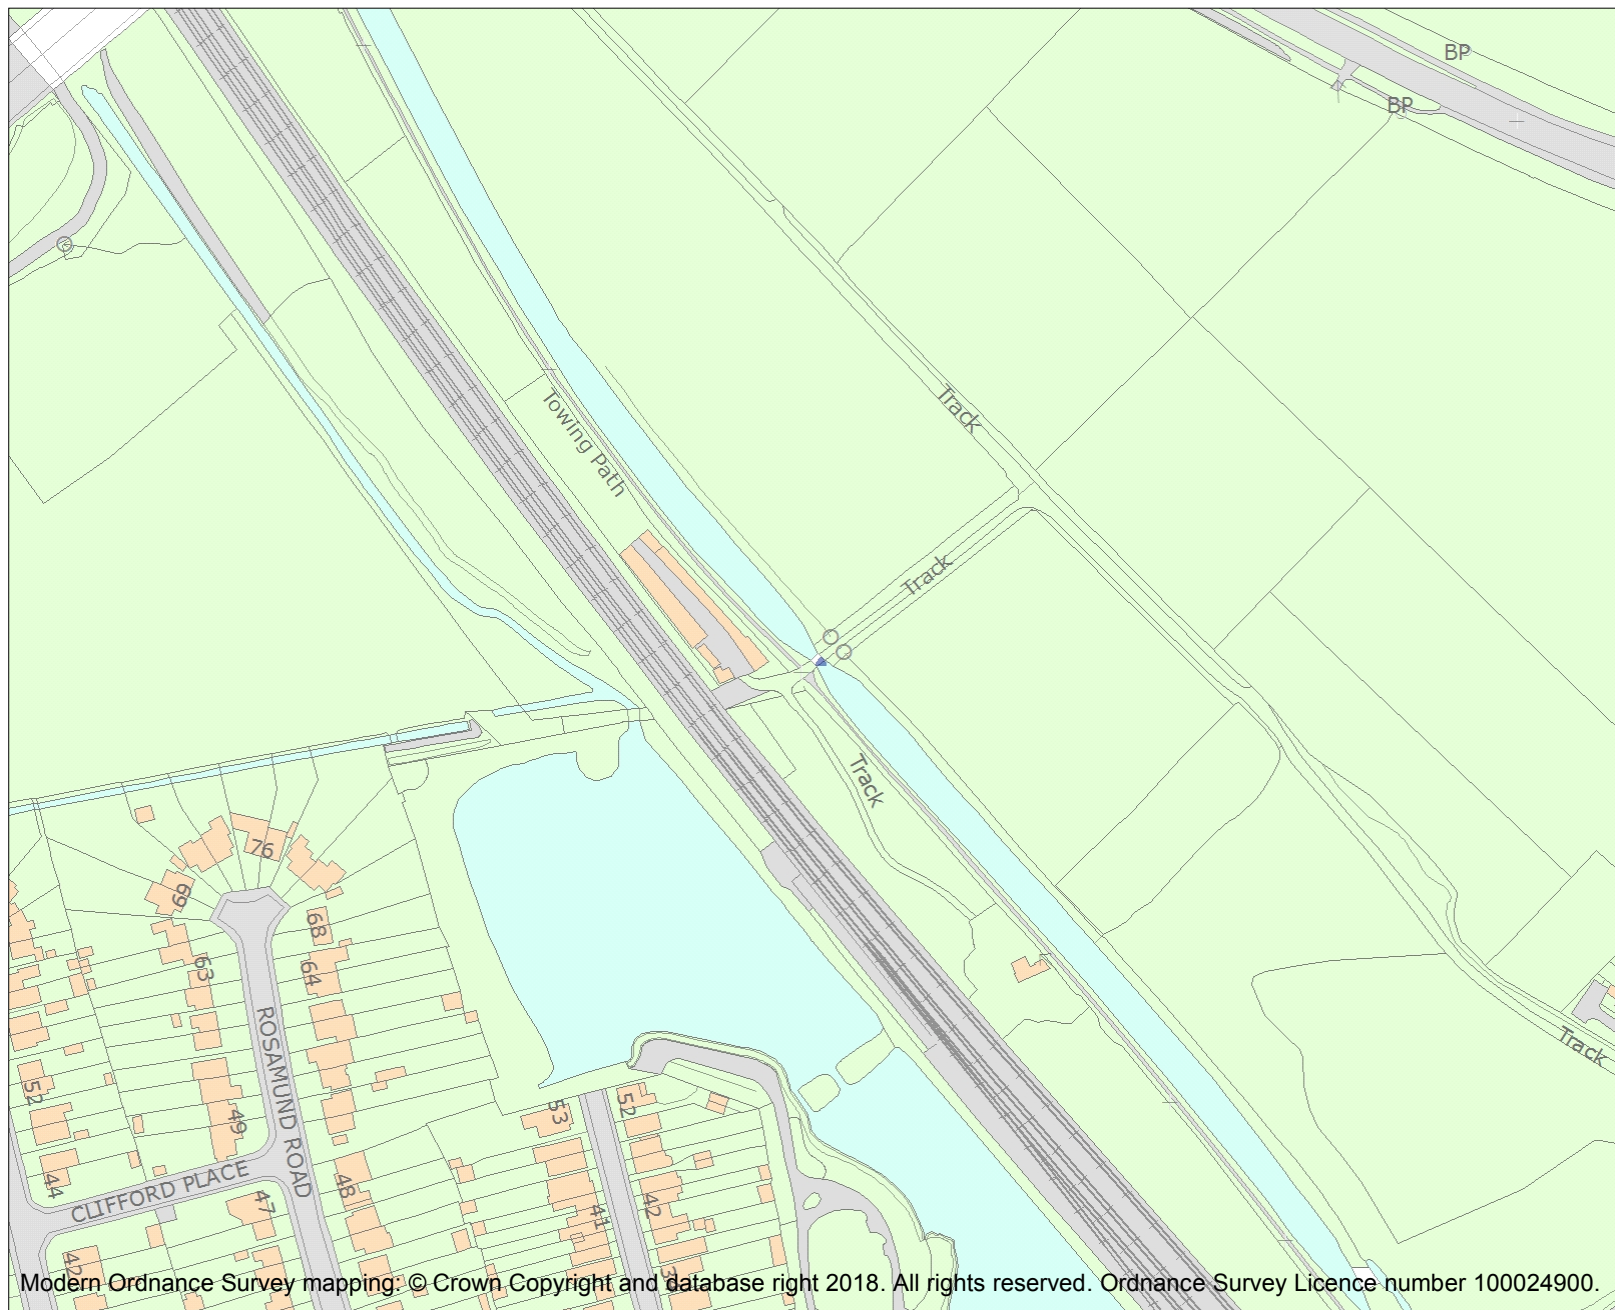 BP
BP
Track
Towing Path
Track
Track
76
69
68
63
64
ROSAMUND ROAD
Track
52
49
53
52
44
CLIFFORD PLACE
48
47
42
41
42
Modern Ordnance Survey mapping: © Crown Copyright and database right 2018. All rights reserved. Ordnance Survey Licence number 100024900.